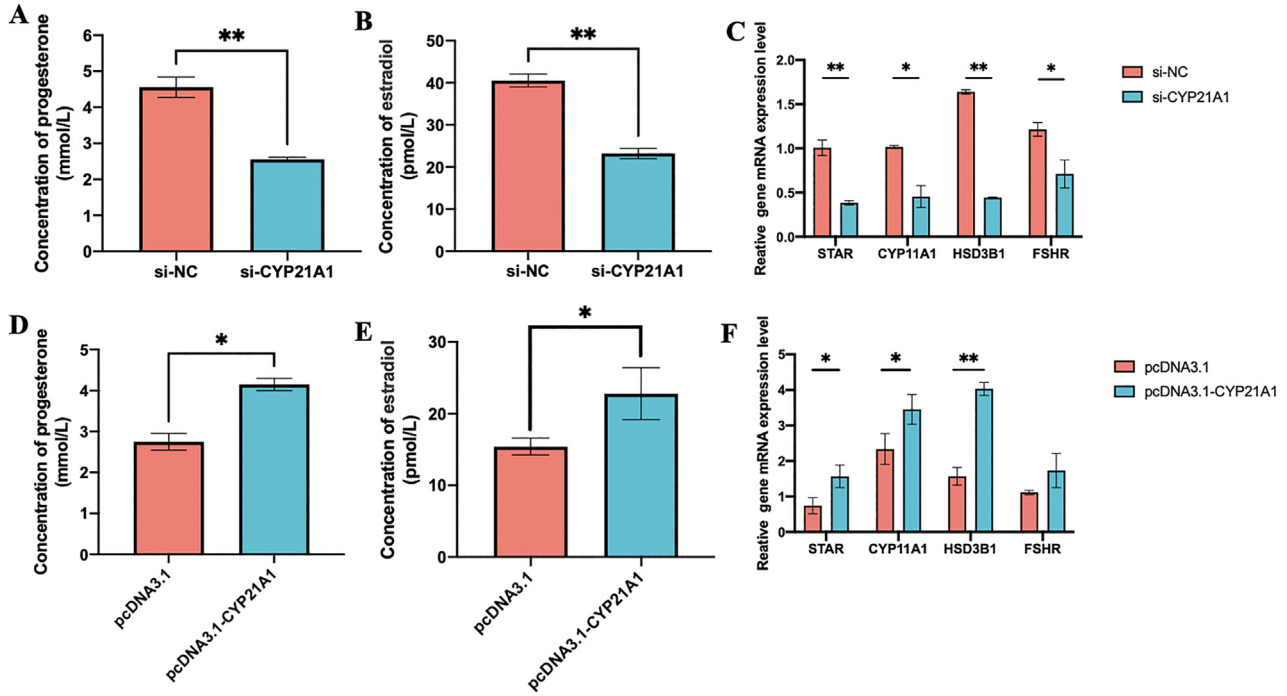 A
Concentration of progesterone
(mmol/L)
6
5
4
3
2
1
0
**
si-NC
si-CYP21A1
B
Concentration of estradiol
(pmol/L)
50
40
30
20
10
0
**
si-NC
si-CYP21A1
C
Reative gene mRNA expression level
2.0
1.5
1.0
0.5
0.0
**
*
**
*
STAR
CYP11A1
HSD3B1
FSHR
si-NC
si-CYP21A1
D
Concentration of progesterone
(mmol/L)
5
4
3
2
1
0
*
pcDNA3.1
pcDNA3.1-CYP21A1
E
Concentration of estradiol
(pmol/L)
30
20
10
0
*
pcDNA3.1
pcDNA3.1-CYP21A1
F
Reative gene mRNA expression level
5
4
3
2
1
0
*
*
**
STAR
CYP11A1
HSD3B1
FSHR
pcDNA3.1
pcDNA3.1-CYP21A1